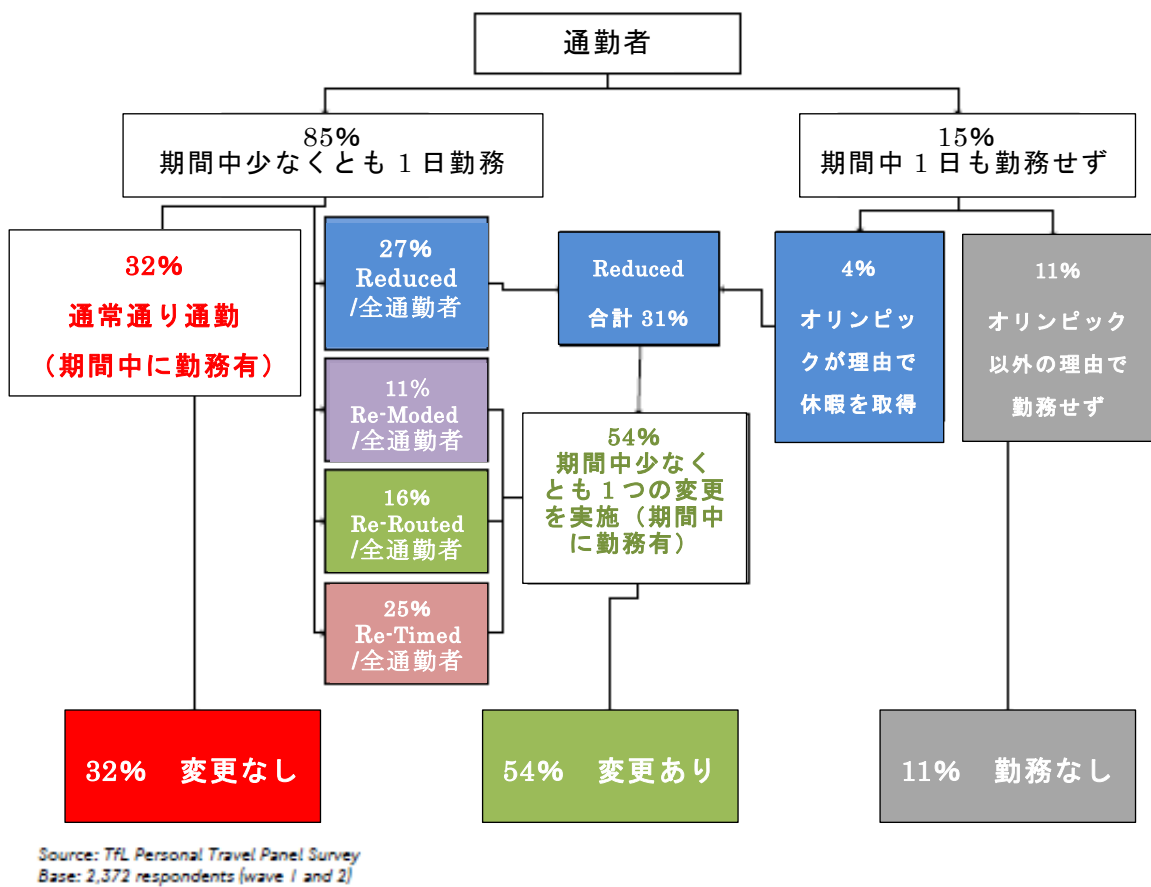 通勤者
85%
期間中少なくとも 1 日勤務
15%
期間中 1 日も勤務せず
32%
通常通り通勤
（期間中に勤務有）
27%
Reduced
/全通勤者
Reduced
合計 31%
4%
オリンピッ
クが理由で
休暇を取得
11%
オリンピック
以外の理由で
勤務せず
11%
Re-Moded
/全通勤者
16%
Re-Routed
/全通勤者
25%
Re-Timed
/全通勤者
54%
期間中少なく
とも 1 つの変更
を実施（期間中
に勤務有）
32%　変更なし
54%　変更あり
11%　勤務なし
Source: TfL Personal Travel Panel Survey
Base: 2,372 respondents (wave 1 and 2)